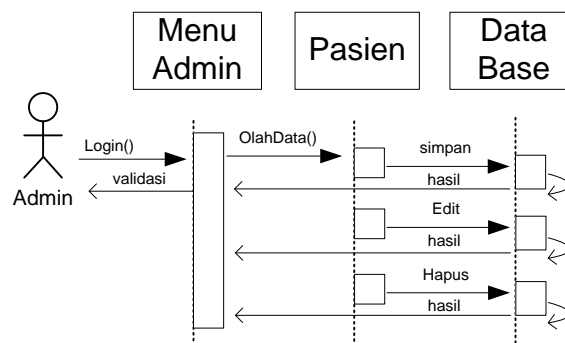 Menu
Admin
Pasien
Data
Base
Login()
OlahData()
simpan
validasi
hasil
Admin
Edit
hasil
Hapus
hasil